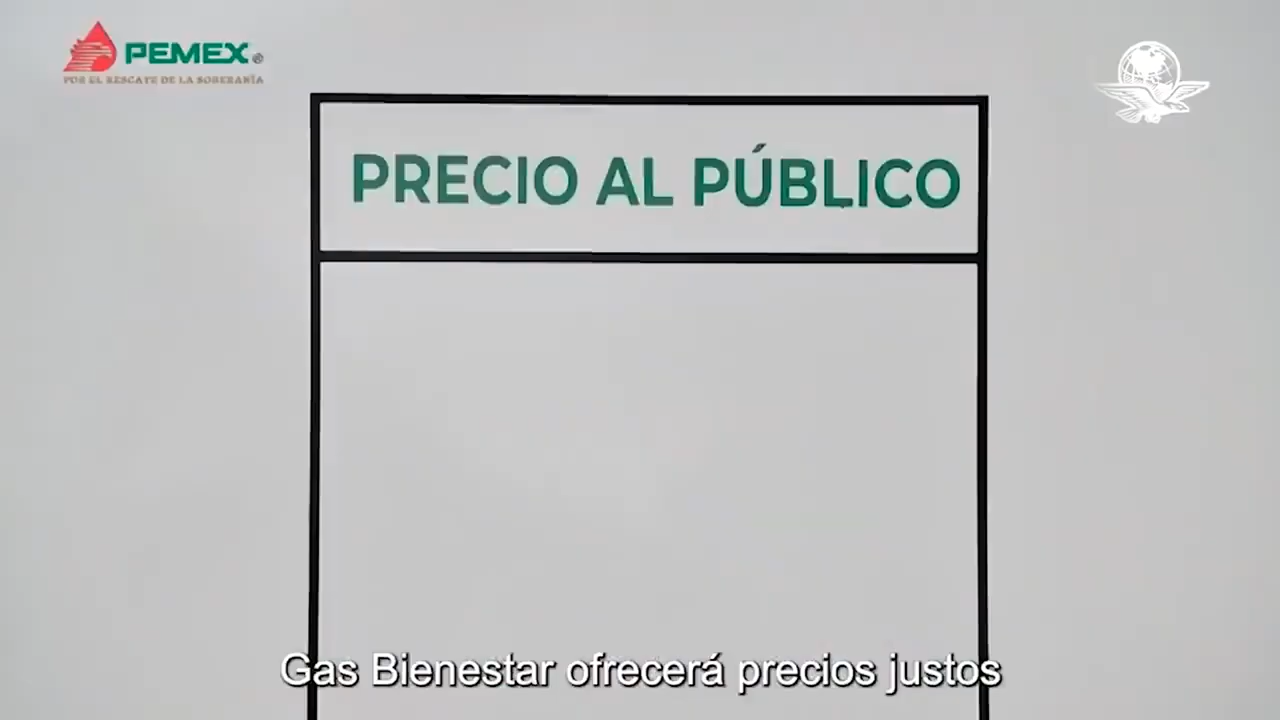 PEMEX®
POR EL RESCATE DE LA SOBERANÍA
PRECIO AL PÚBLICO
Gas Bienestar ofrecerá precios justos